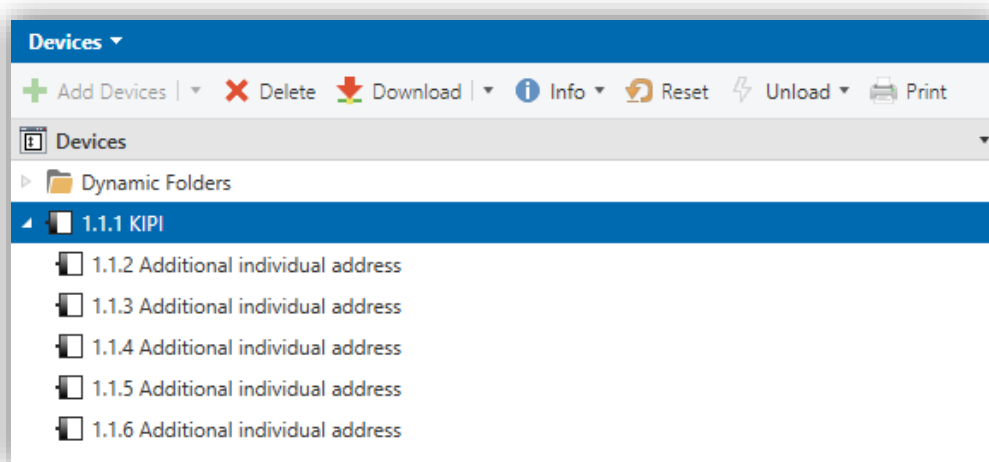 Devices
Add Devices Delete Download Info Reset Unload Print
Devices
Dynamic Folders
1.1.1 KIPI
1.1.2 Additional individual address
1.1.3 Additional individual address
1.1.4 Additional individual address
1.1.5 Additional individual address
1.1.6 Additional individual address